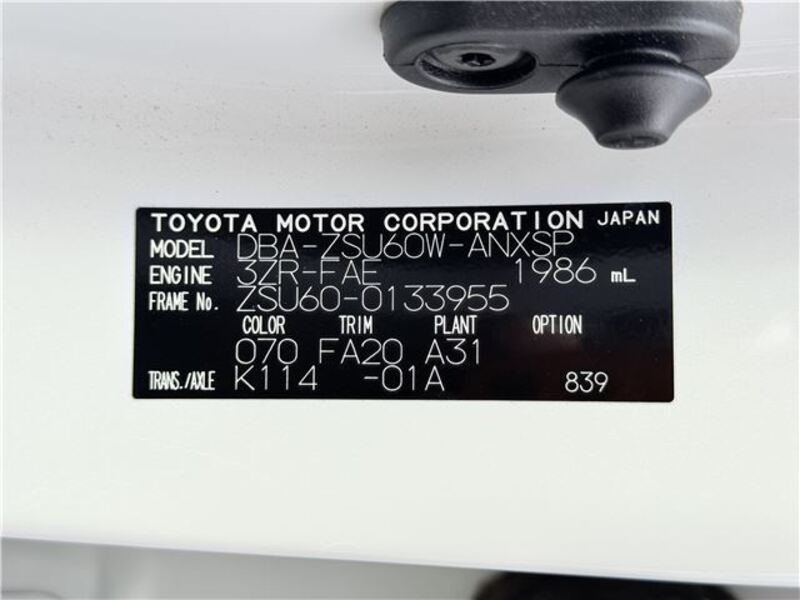 TOYOTA MOTOR CORPORATION JAPAN
MODEL DBA-ZSU60W-ANXSP
ENGINE 3ZR-FAE 1986 mL
FRAME No. ZSU60-0133955
COLOR TRIM PLANT OPTION
070 FA20 A31
TRANS./AXLE K114 -01A 839